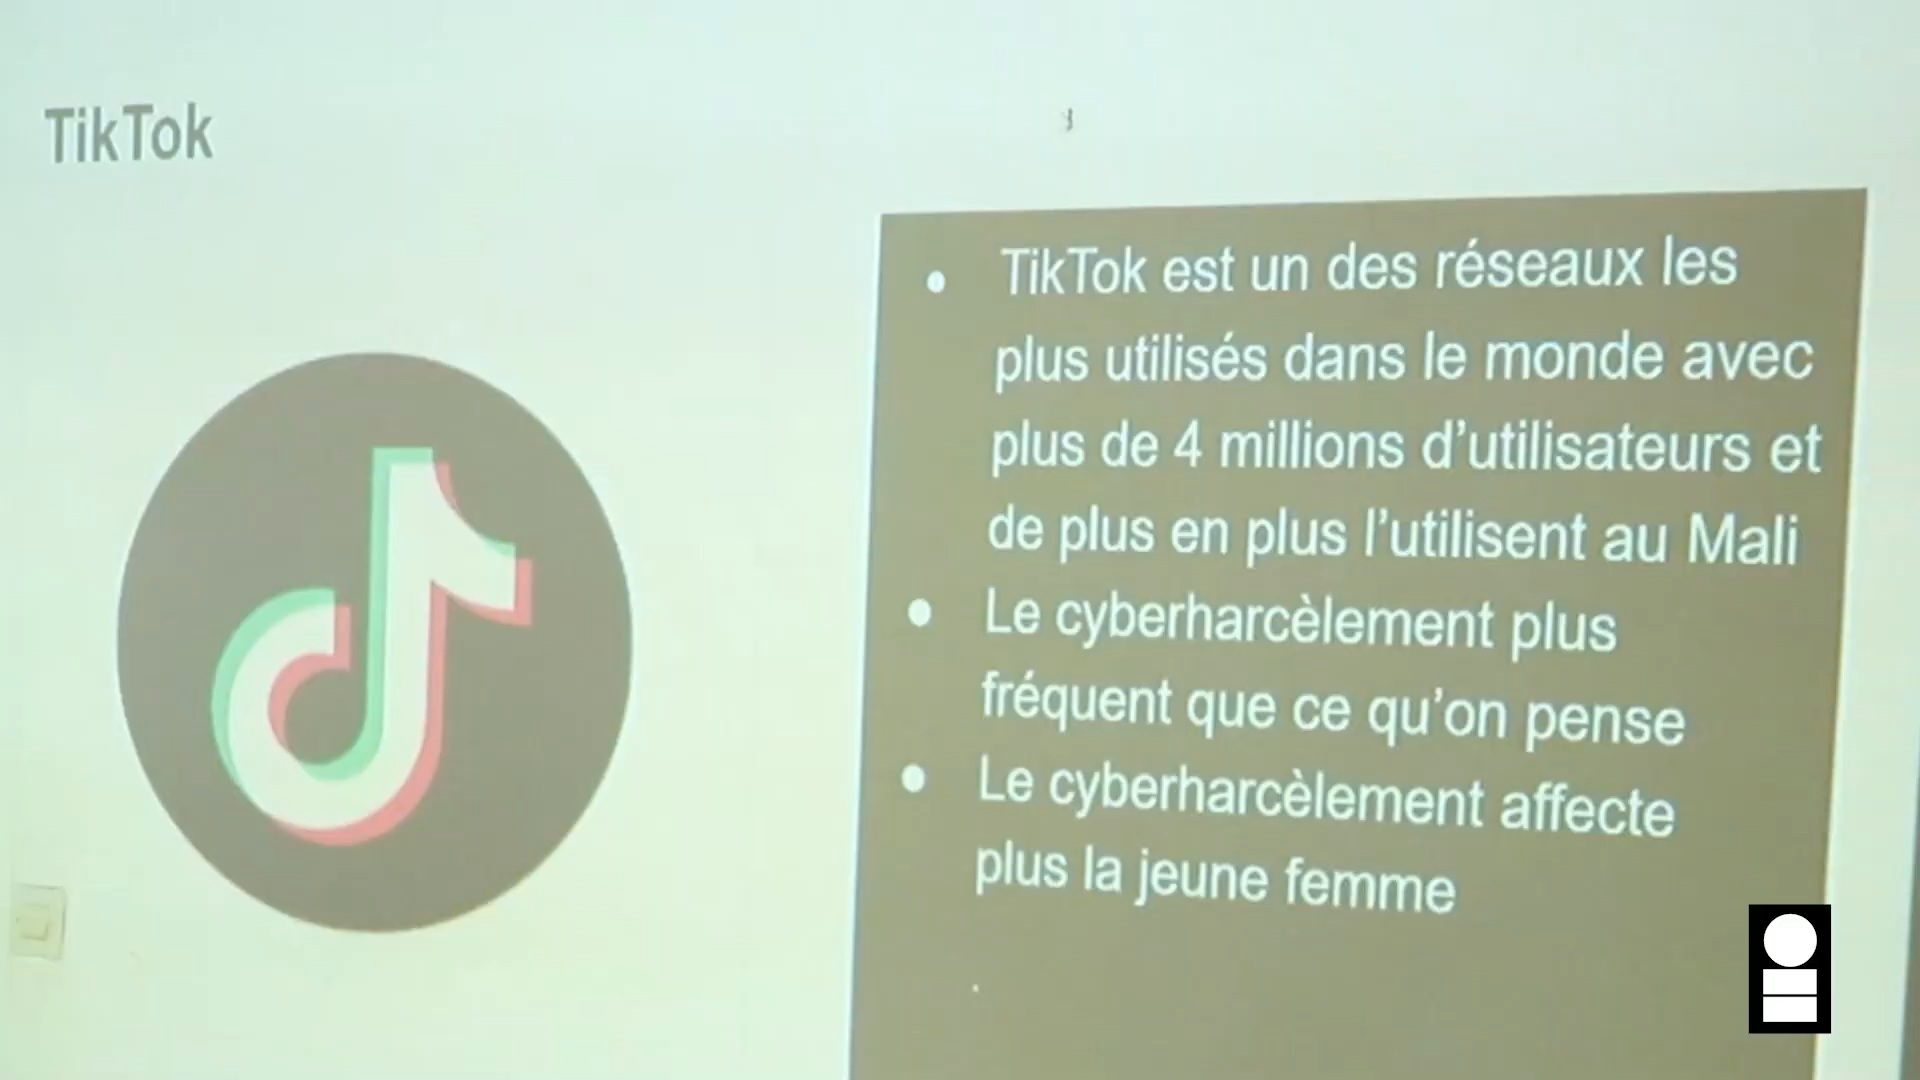 TikTok
• TikTok est un des réseaux les
plus utilisés dans le monde avec
plus de 4 millions d’utilisateurs et
de plus en plus l’utilisent au Mali
• Le cyberharcèlement plus
fréquent que ce qu’on pense
• Le cyberharcèlement affecte
plus la jeune femme
.